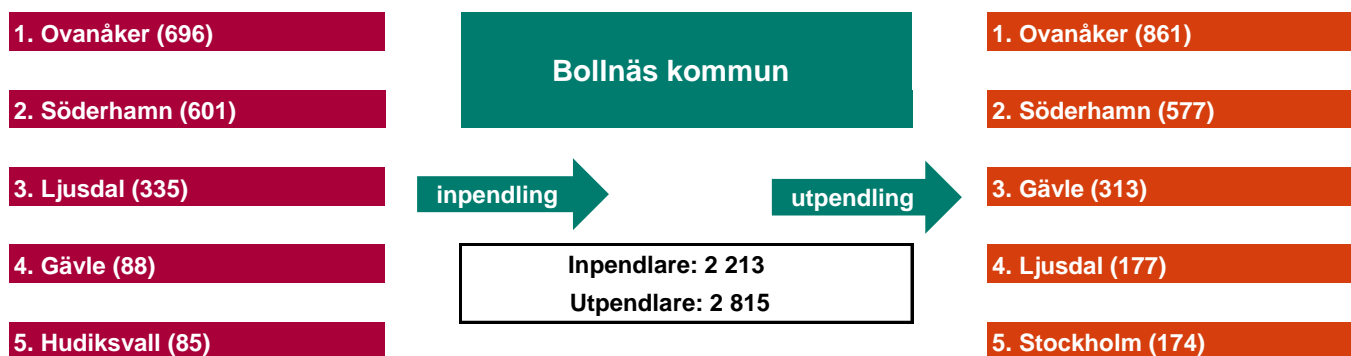 1. Ovanåker (696)
2. Söderhamn (601)
3. Ljusdal (335)
4. Gävle (88)
5. Hudiksvall (85)
Bollnäs kommun
inpendling
utpendling
Inpendlare: 2 213
Utpendlare: 2 815
1. Ovanåker (861)
2. Söderhamn (577)
3. Gävle (313)
4. Ljusdal (177)
5. Stockholm (174)